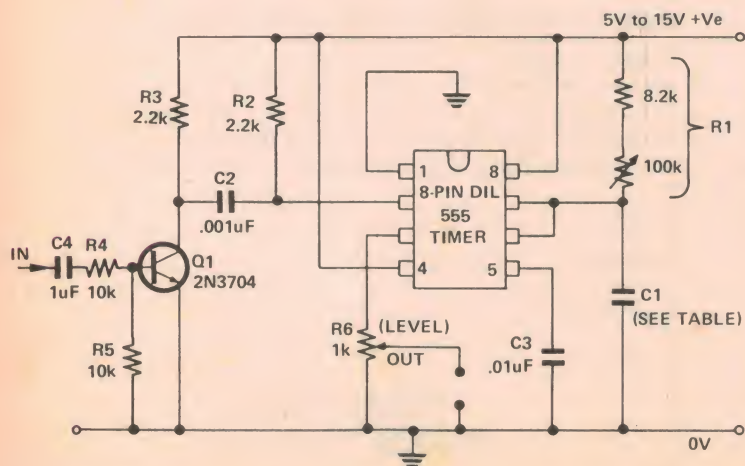 5V to 15V +Ve
R3
2.2k
R2
2.2k
8.2k
R1
100k
1
8
8-PIN DIL
555
TIMER
4
5
C2
.001uF
IN
C4
1uF
R4
10k
Q1
2N3704
R5
10k
R6
1k
(LEVEL)
OUT
C3
.01uF
C1
(SEE TABLE)
0V